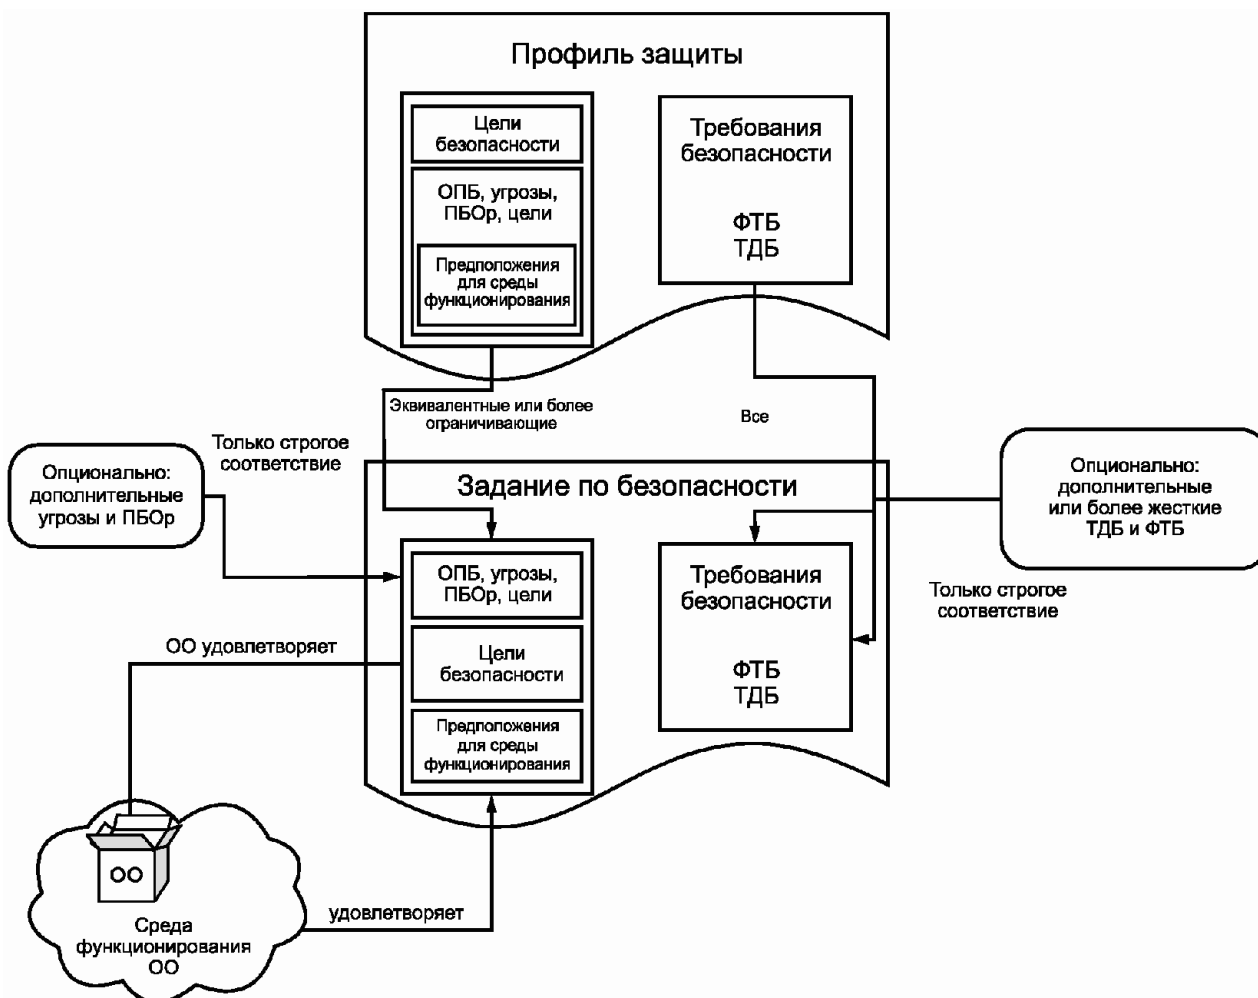 Профиль защиты
Цели
безопасности
ОПБ, угрозы,
ПБОр, цели
Предположения
для среды
функционирования
Требования
безопасности
ФТБ
ТДБ
Эквивалентные или более
ограничивающие
Все
Только строгое
соответствие
Опционально:
дополнительные
угрозы и ПБОр
Задание по безопасности
Опционально:
дополнительные
или более жесткие
ТДБ и ФТБ
Только строгое
соответствие
ОПБ, угрозы,
ПБОр, цели
Цели
безопасности
Предположения
для среды
функционирования
Требования
безопасности
ФТБ
ТДБ
ОО удовлетворяет
ОО
Среда
функционирования
ОО
удовлетворяет